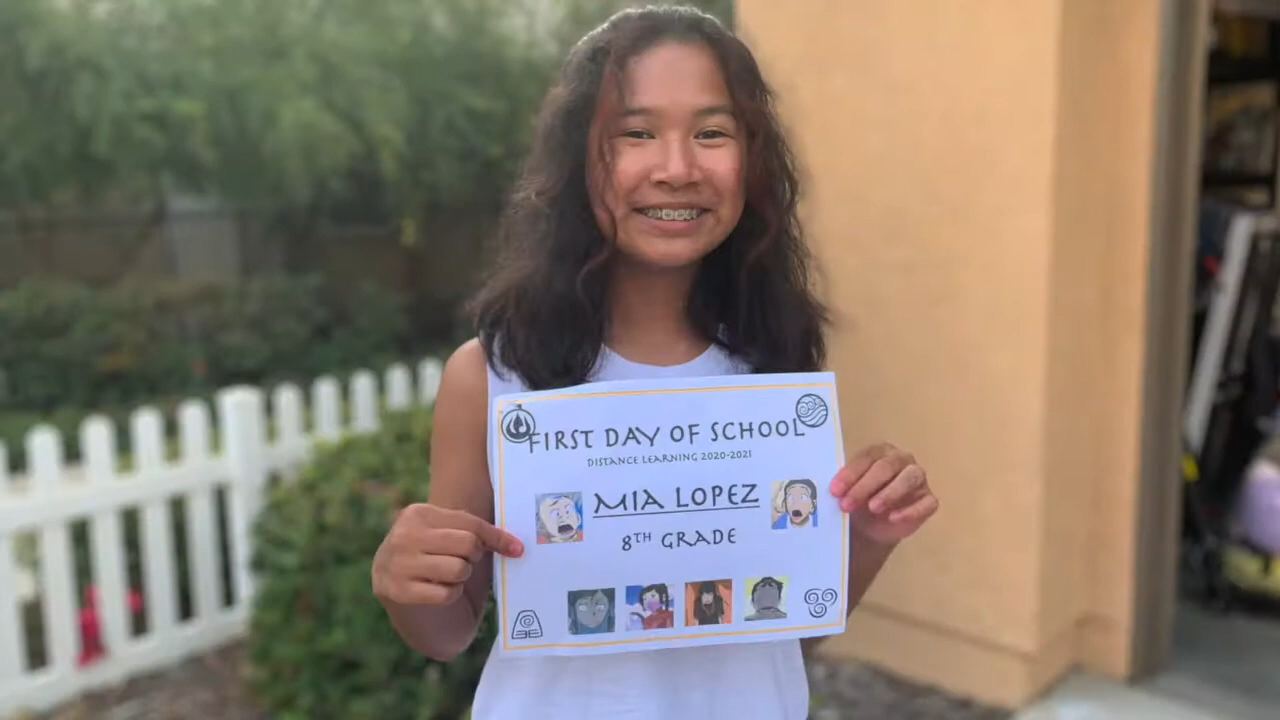 FIRST DAY OF SCHOOL
DISTANCE LEARNING 2020-2021
MIA LOPEZ
8TH GRADE